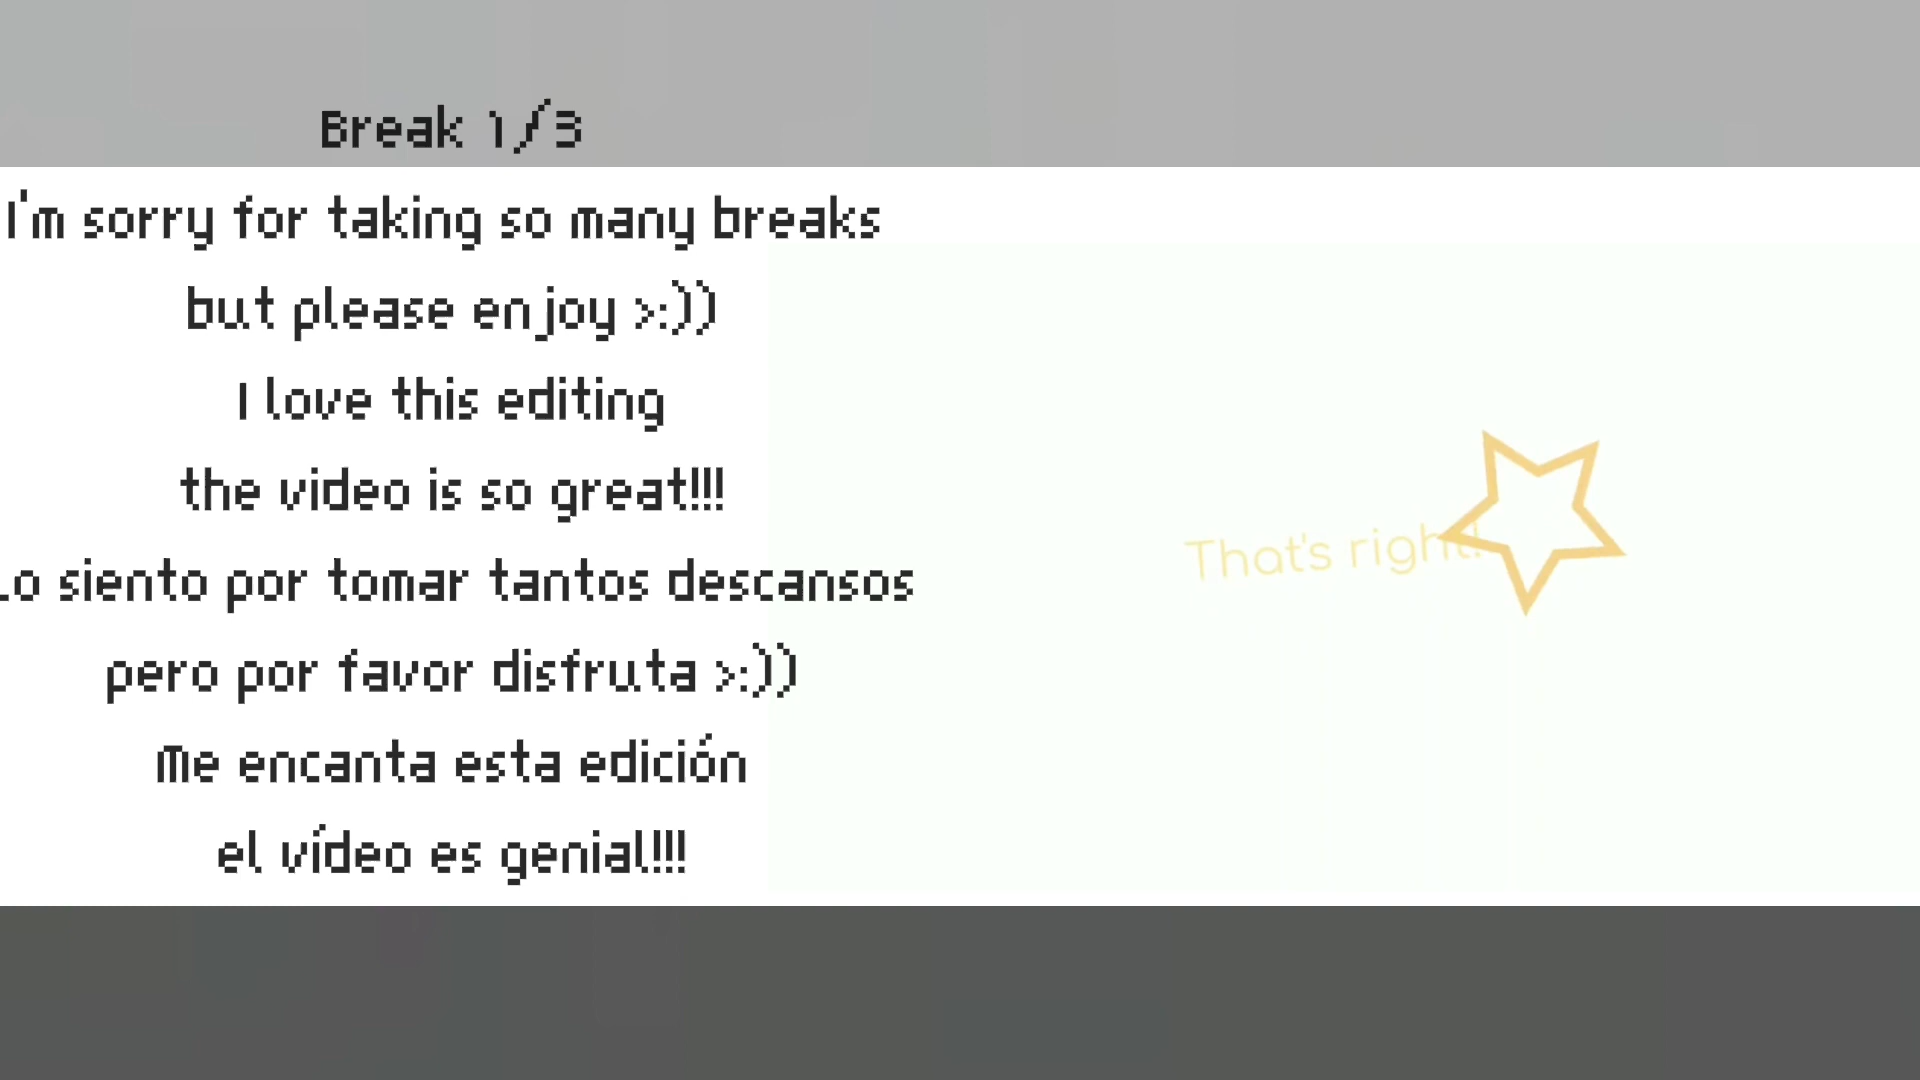 Break 1/3
I'm sorry for taking so many breaks
but please enjoy >:))
I love this editing
the video is so great!!!
Lo siento por tomar tantos descansos
pero por favor disfruta >:))
Me encanta esta edición
el vídeo es genial!!!
That's right!